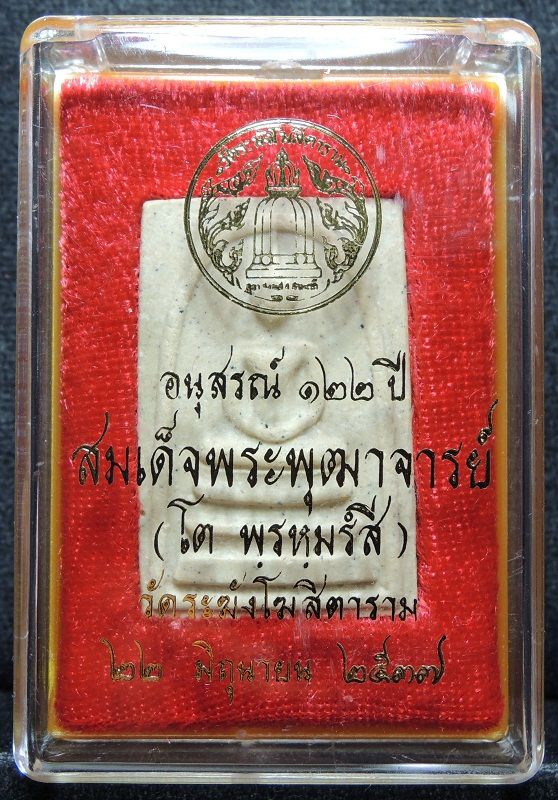 อนุสรณ์ ๑๒๒ ปี
สมเด็จพระพุฒาจารย์
(โต พฺรหฺมรํสี)
วัดระฆังโฆสิตาราม
๒๒ มิถุนายน ๒๕๓๗